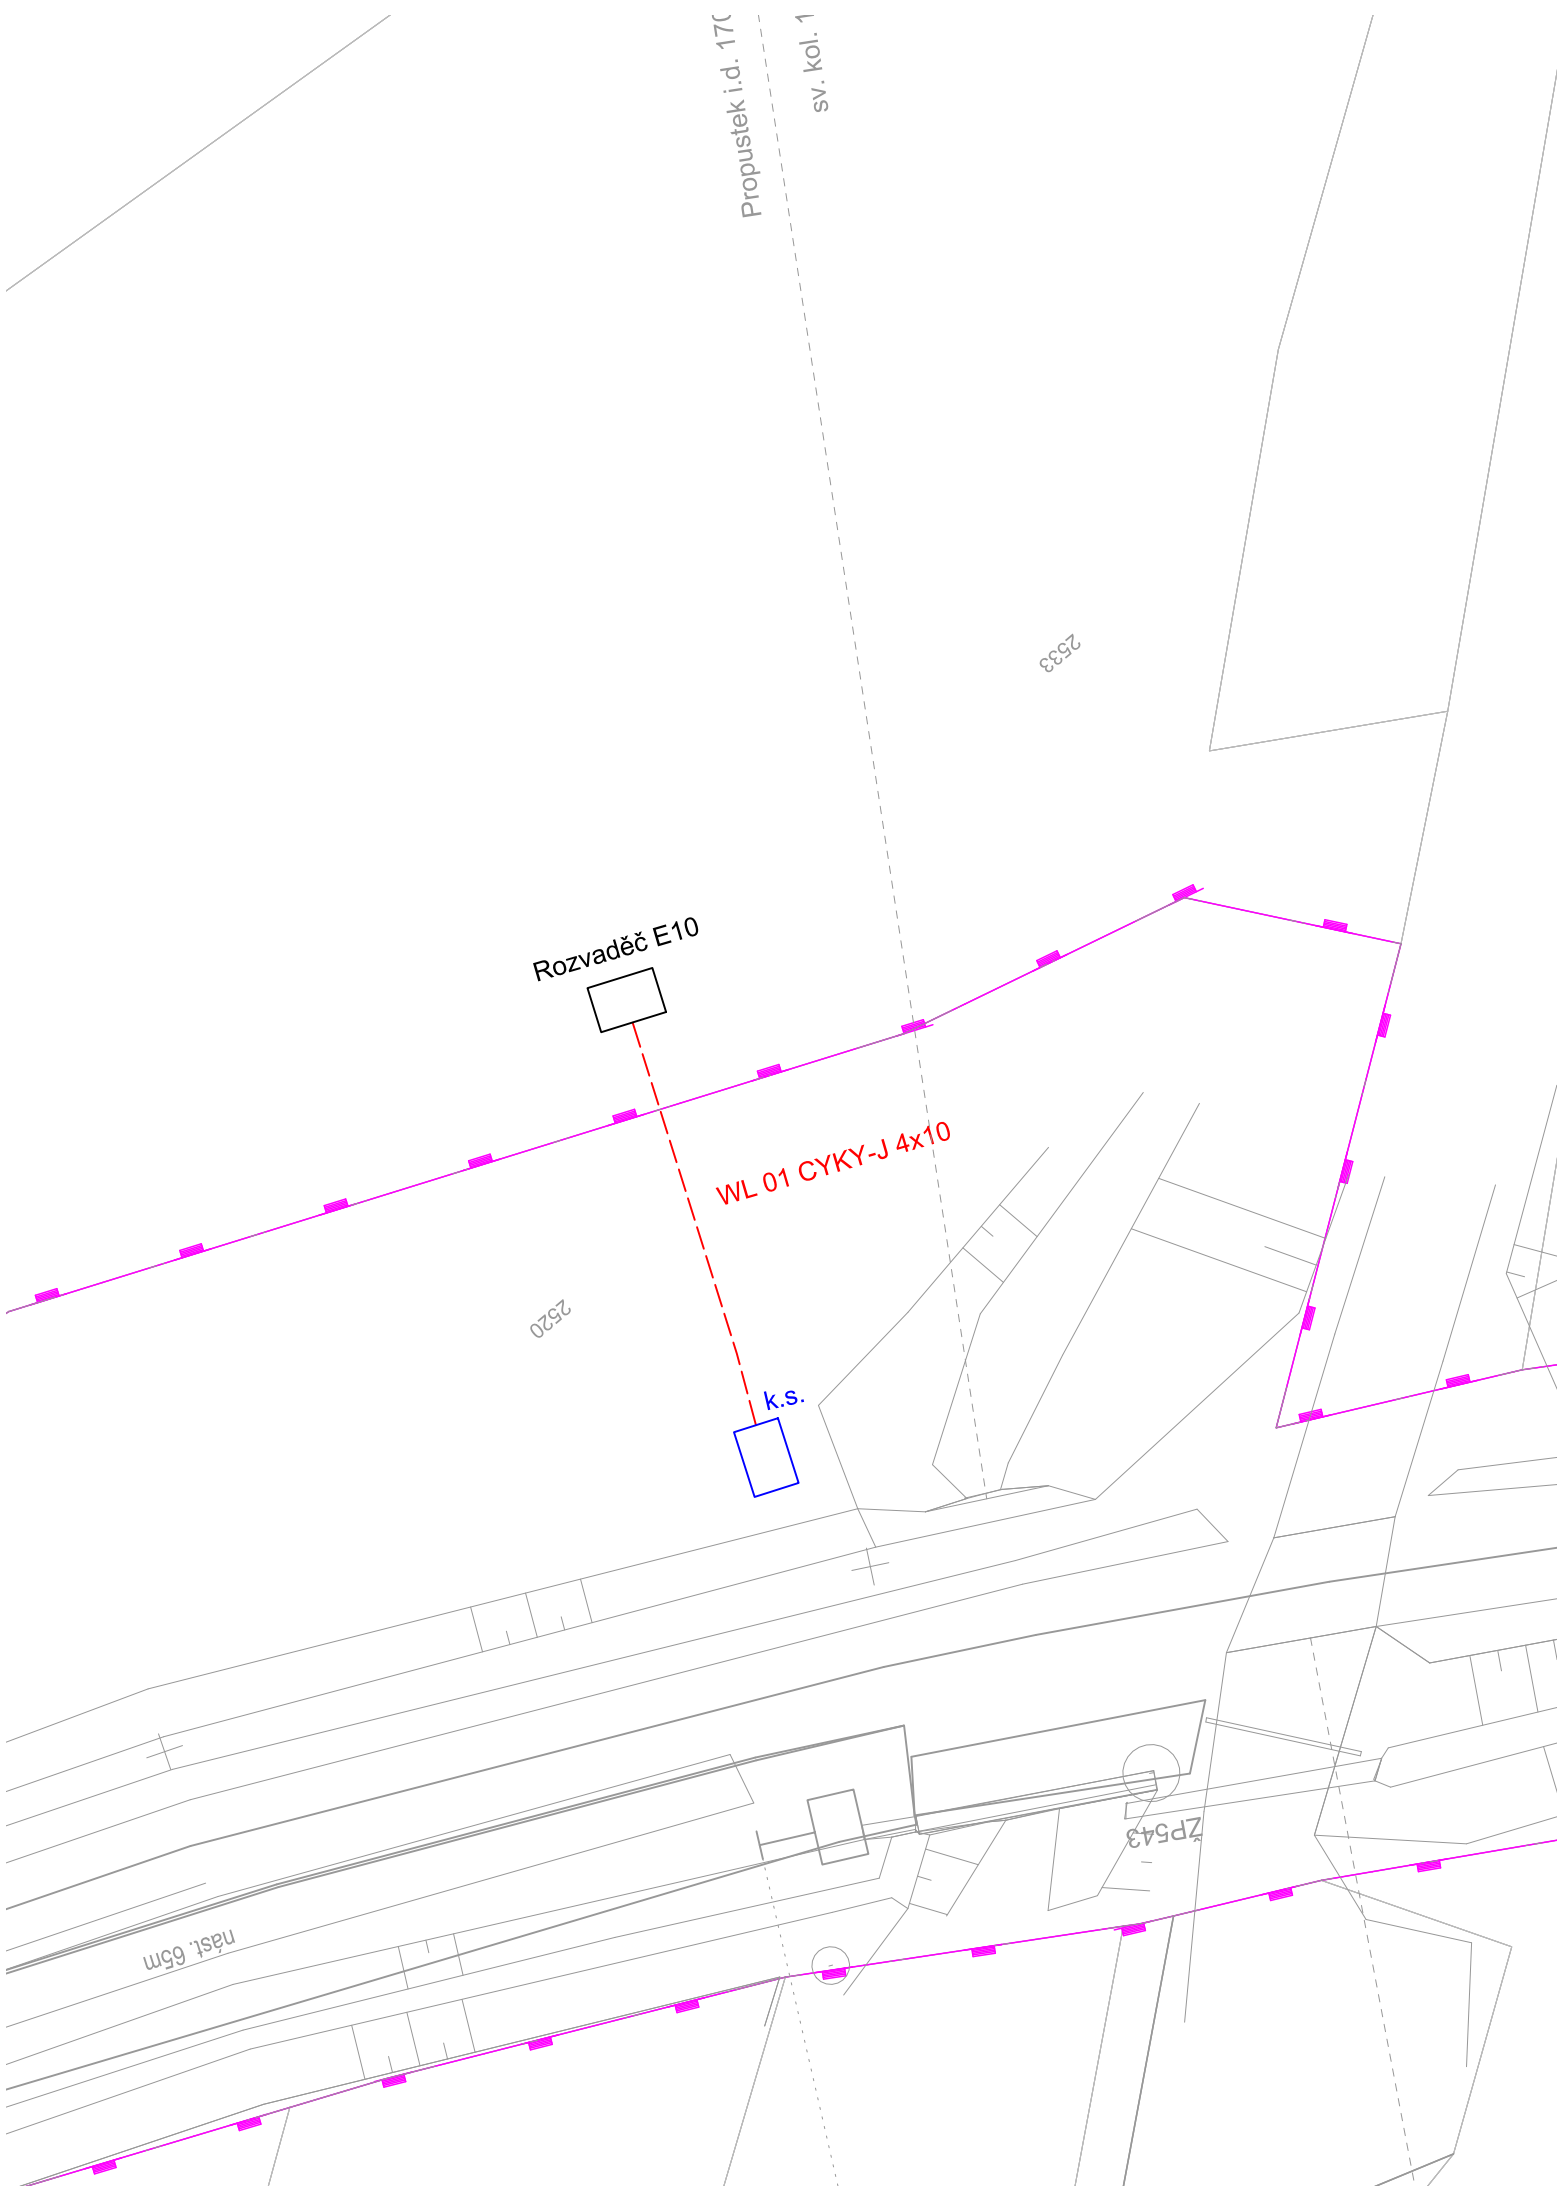 Propustek i.d. 170
sv. kol. 1
2533
Rozvaděč E10
WL 01 CYKY-J 4x10
2520
k.s.
ŽP543
nást. 65m